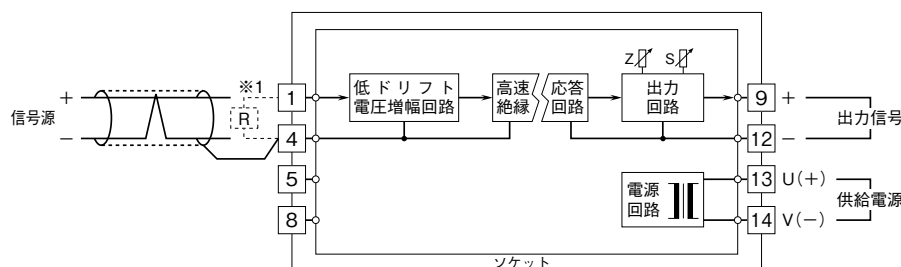 信号源
+
−
※1
R
1
4
5
8
低ドリフト
電圧増幅回路
高速
絶縁
応答
回路
Z
S
出力
回路
電源
回路
9
+
12
−
出力信号
13
U(+)
14
V(−)
供給電源
ソケット